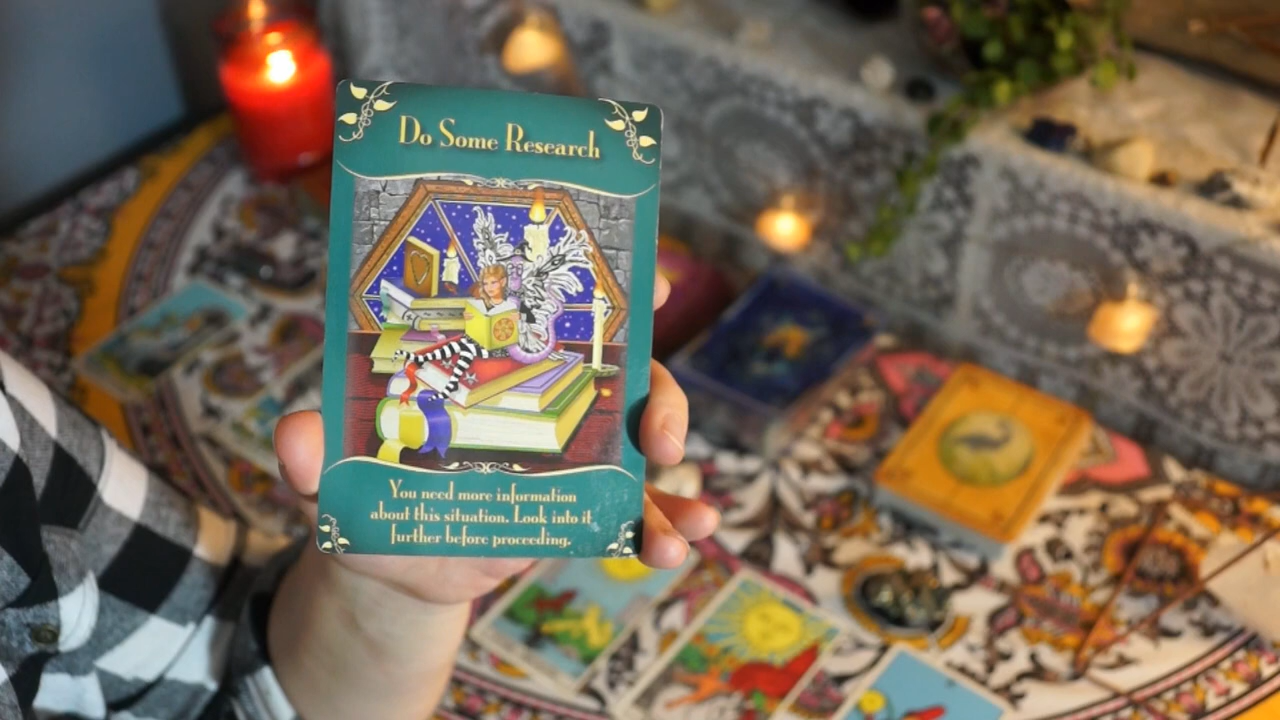 Do Some Research
You need more information
about this situation. Look into it
further before proceeding.